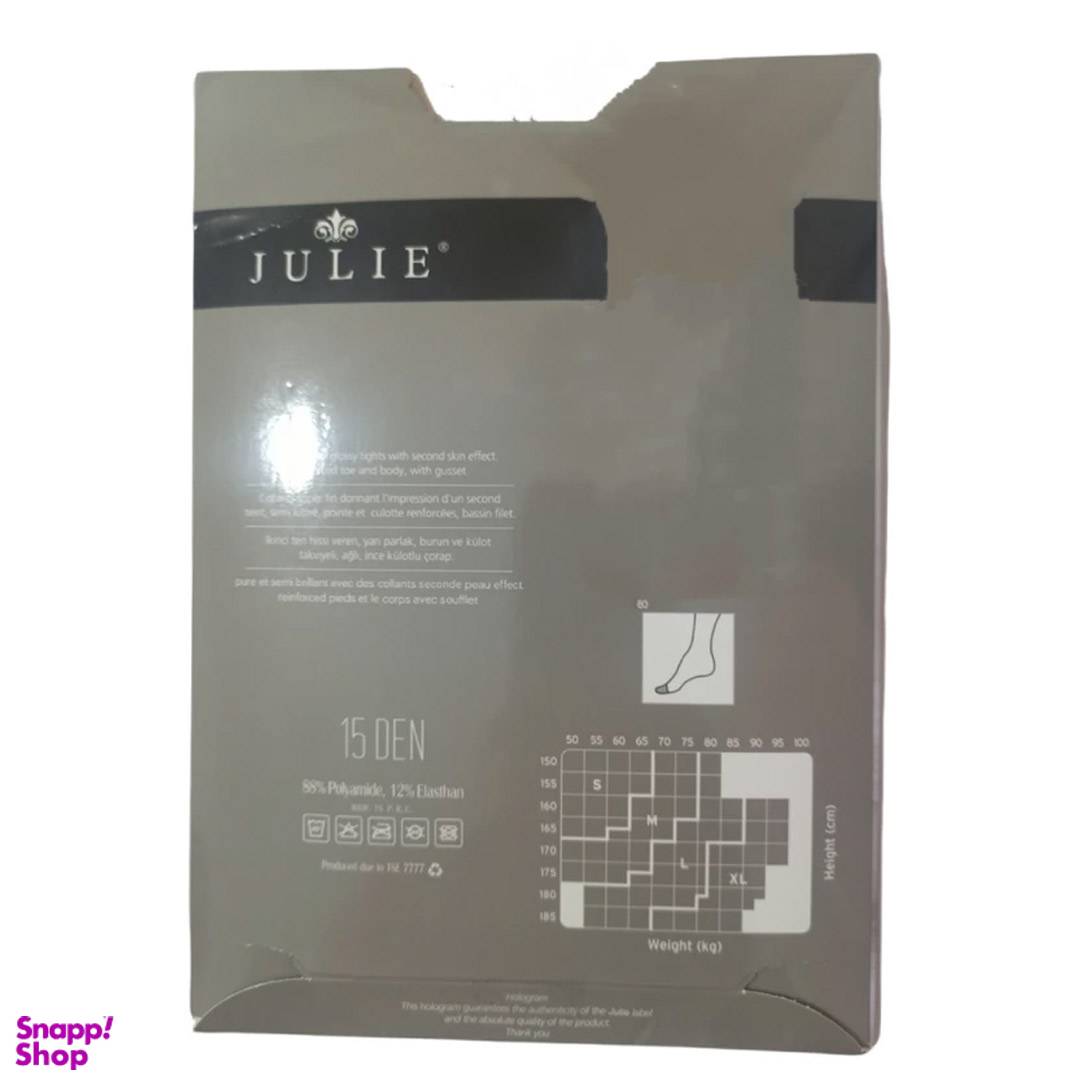 JULIE®
glossy tights with second skin effect.
toe and body, with gusset
fin donnant l'impression d'un second
teint, semi lustré, pointe et culotte renforcées, bassin filet.
İkinci ten hissi veren, yarı parlak, burun ve külot
takviyeli, ağlı, ince külotlu çorap.
pure et semi brillant avec des collants seconde peau effect
reinforced pieds et le corps avec soufflet
80
15 DEN
88% Polyamide, 12% Elasthan
MADE IN P.R.C.
Produced due to TSE 7777
50 55 60 65 70 75 80 85 90 95 100
150
155 S
160
165 M
170
175 L XL
180
185
Height (cm)
Weight (kg)
Hologram
This hologram guarantees the authenticity of the Julie label
and the absolute quality of the product.
Thank you
Snapp!
Shop